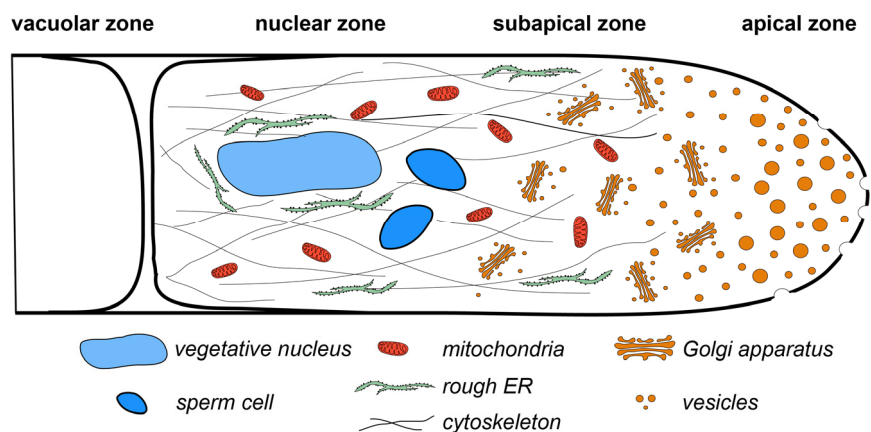 vacuolar zone nuclear zone subapical zone apical zone
vegetative nucleus mitochondria Golgi apparatus
rough ER
sperm cell vesicles
cytoskeleton